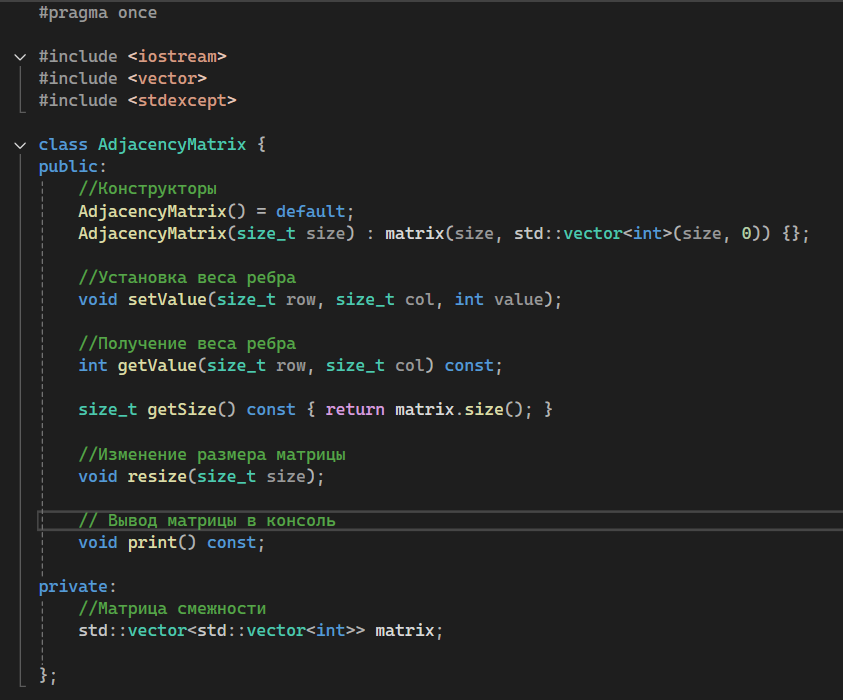 #pragma once
#include <iostream>
#include <vector>
#include <stdexcept>
class AdjacencyMatrix {
public:
//Конструкторы
AdjacencyMatrix() = default;
AdjacencyMatrix(size_t size) : matrix(size, std::vector<int>(size, 0)) {};
//Установка веса ребра
void setValue(size_t row, size_t col, int value);
//Получение веса ребра
int getValue(size_t row, size_t col) const;
size_t getSize() const { return matrix.size(); }
//Изменение размера матрицы
void resize(size_t size);
// Вывод матрицы в консоль
void print() const;
private:
//Матрица смежности
std::vector<std::vector<int>> matrix;
};